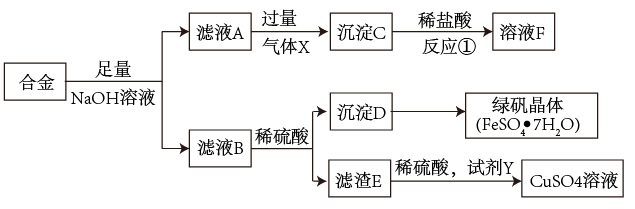 合金
足量
NaOH溶液
滤液A
过量
气体X
沉淀C
稀盐酸
反应①
溶液F
滤液B
稀硫酸
沉淀D
绿矾晶体
(FeSO₄•7H₂O)
滤渣E
稀硫酸，试剂Y
CuSO4溶液